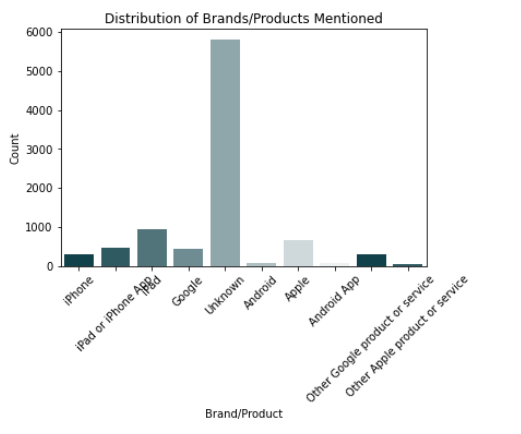 Distribution of Brands/Products Mentioned
6000
5000
4000
3000
2000
1000
0
Count
iPhone
iPad or iPhone App
iPad
Google
Unknown
Android
Apple
Android App
Other Google product or service
Other Apple product or service
Brand/Product